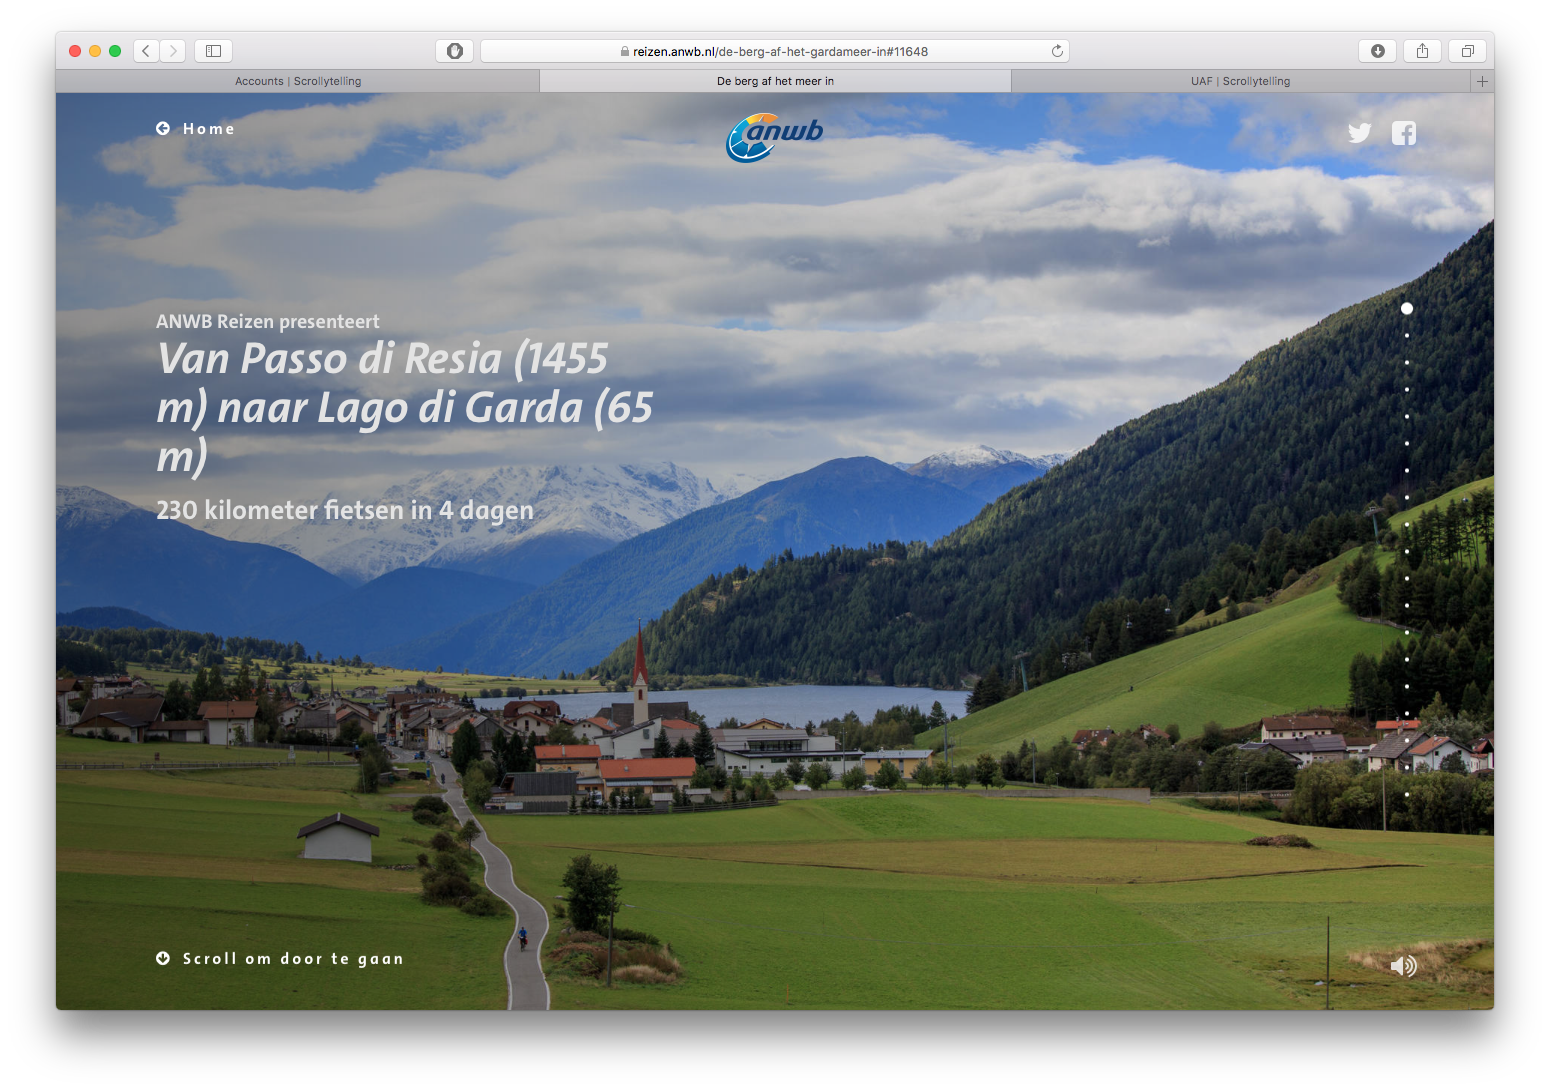 reizen.anwb.nl/de-berg-af-het-gardameer-in#11648
Accounts | Scrollytelling
De berg af het meer in
UAF | Scrollytelling
Home
anwb
ANWB Reizen presenteert
Van Passo di Resia (1455
m) naar Lago di Garda (65
m)
230 kilometer fietsen in 4 dagen
Scroll om door te gaan